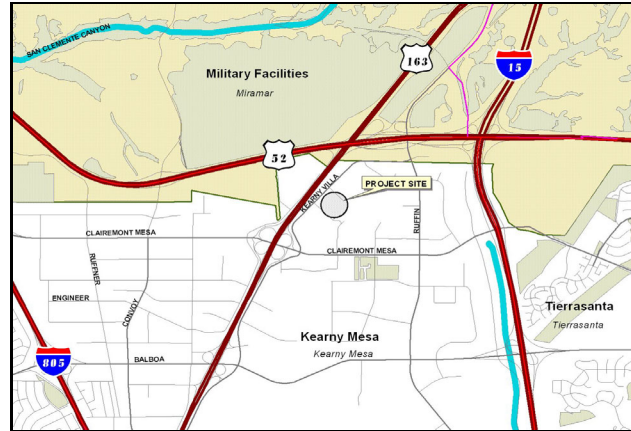 SAN CLEMENTE CANYON
163
15
Military Facilities
Miramar
52
PROJECT SITE
KEARNY VILLA
RUFFIN
CLAIREMONT MESA
CLAIREMONT MESA
RUFFNER
CONVOY
ENGINEER
Tierrasanta
Tierrasanta
Kearny Mesa
Kearny Mesa
805
BALBOA